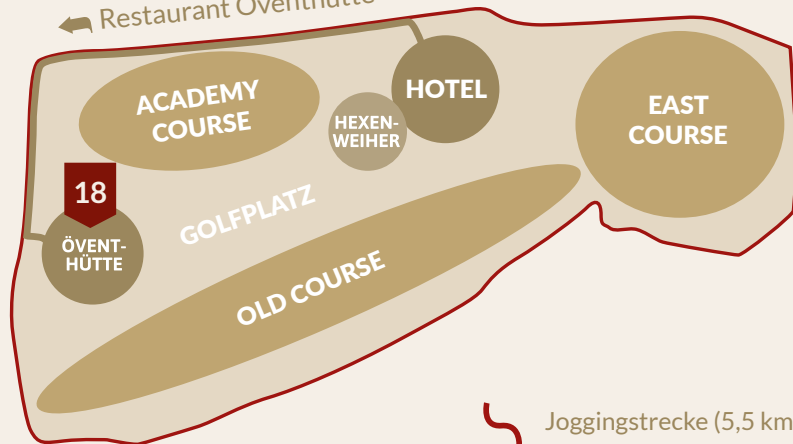 Restaurant Öventhütte
ACADEMY
COURSE
HOTEL
HEXEN-
WEIHER
EAST
COURSE
18
GOLFPLATZ
ÖVENT-
HÜTTE
OLD COURSE
Joggingstrecke (5,5 km